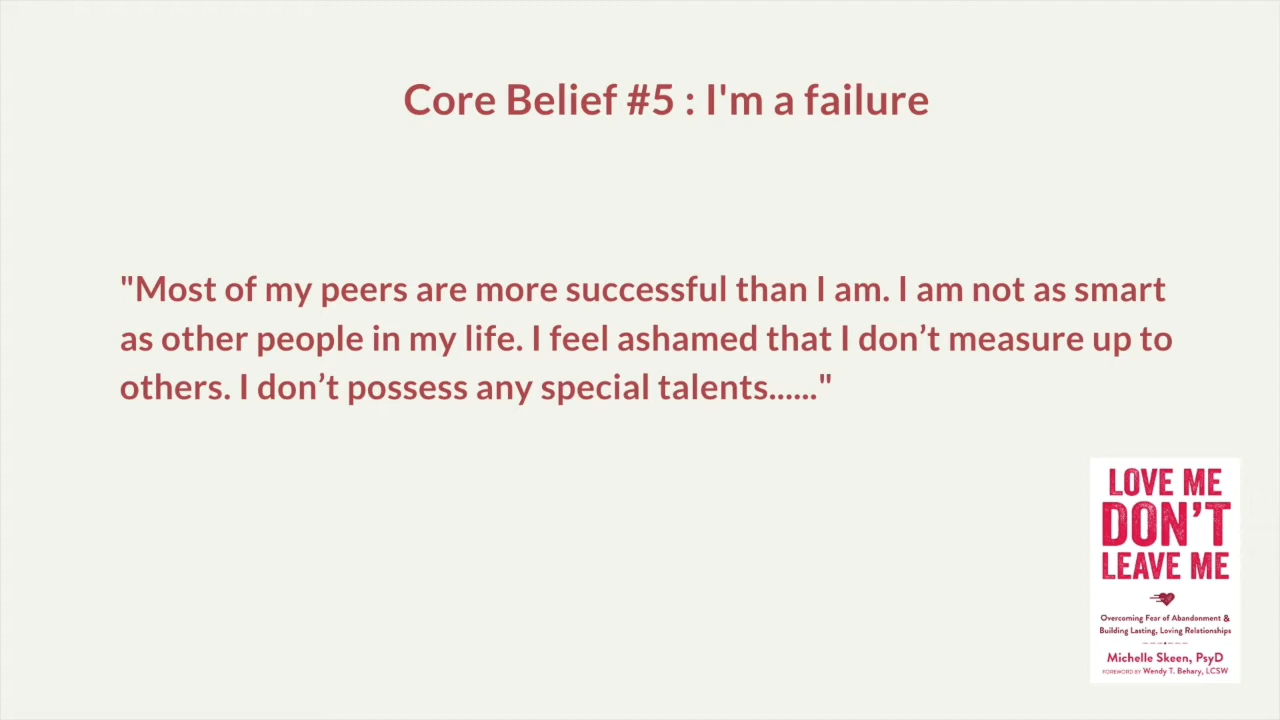 Core Belief #5 : I'm a failure
"Most of my peers are more successful than I am. I am not as smart
as other people in my life. I feel ashamed that I don’t measure up to
others. I don’t possess any special talents......"
LOVE ME
DON'T
LEAVE ME
Overcoming Fear of Abandonment &
Building Lasting, Loving Relationships
Michelle Skeen, PsyD
FOREWORD BY Wendy T. Behary, LCSW